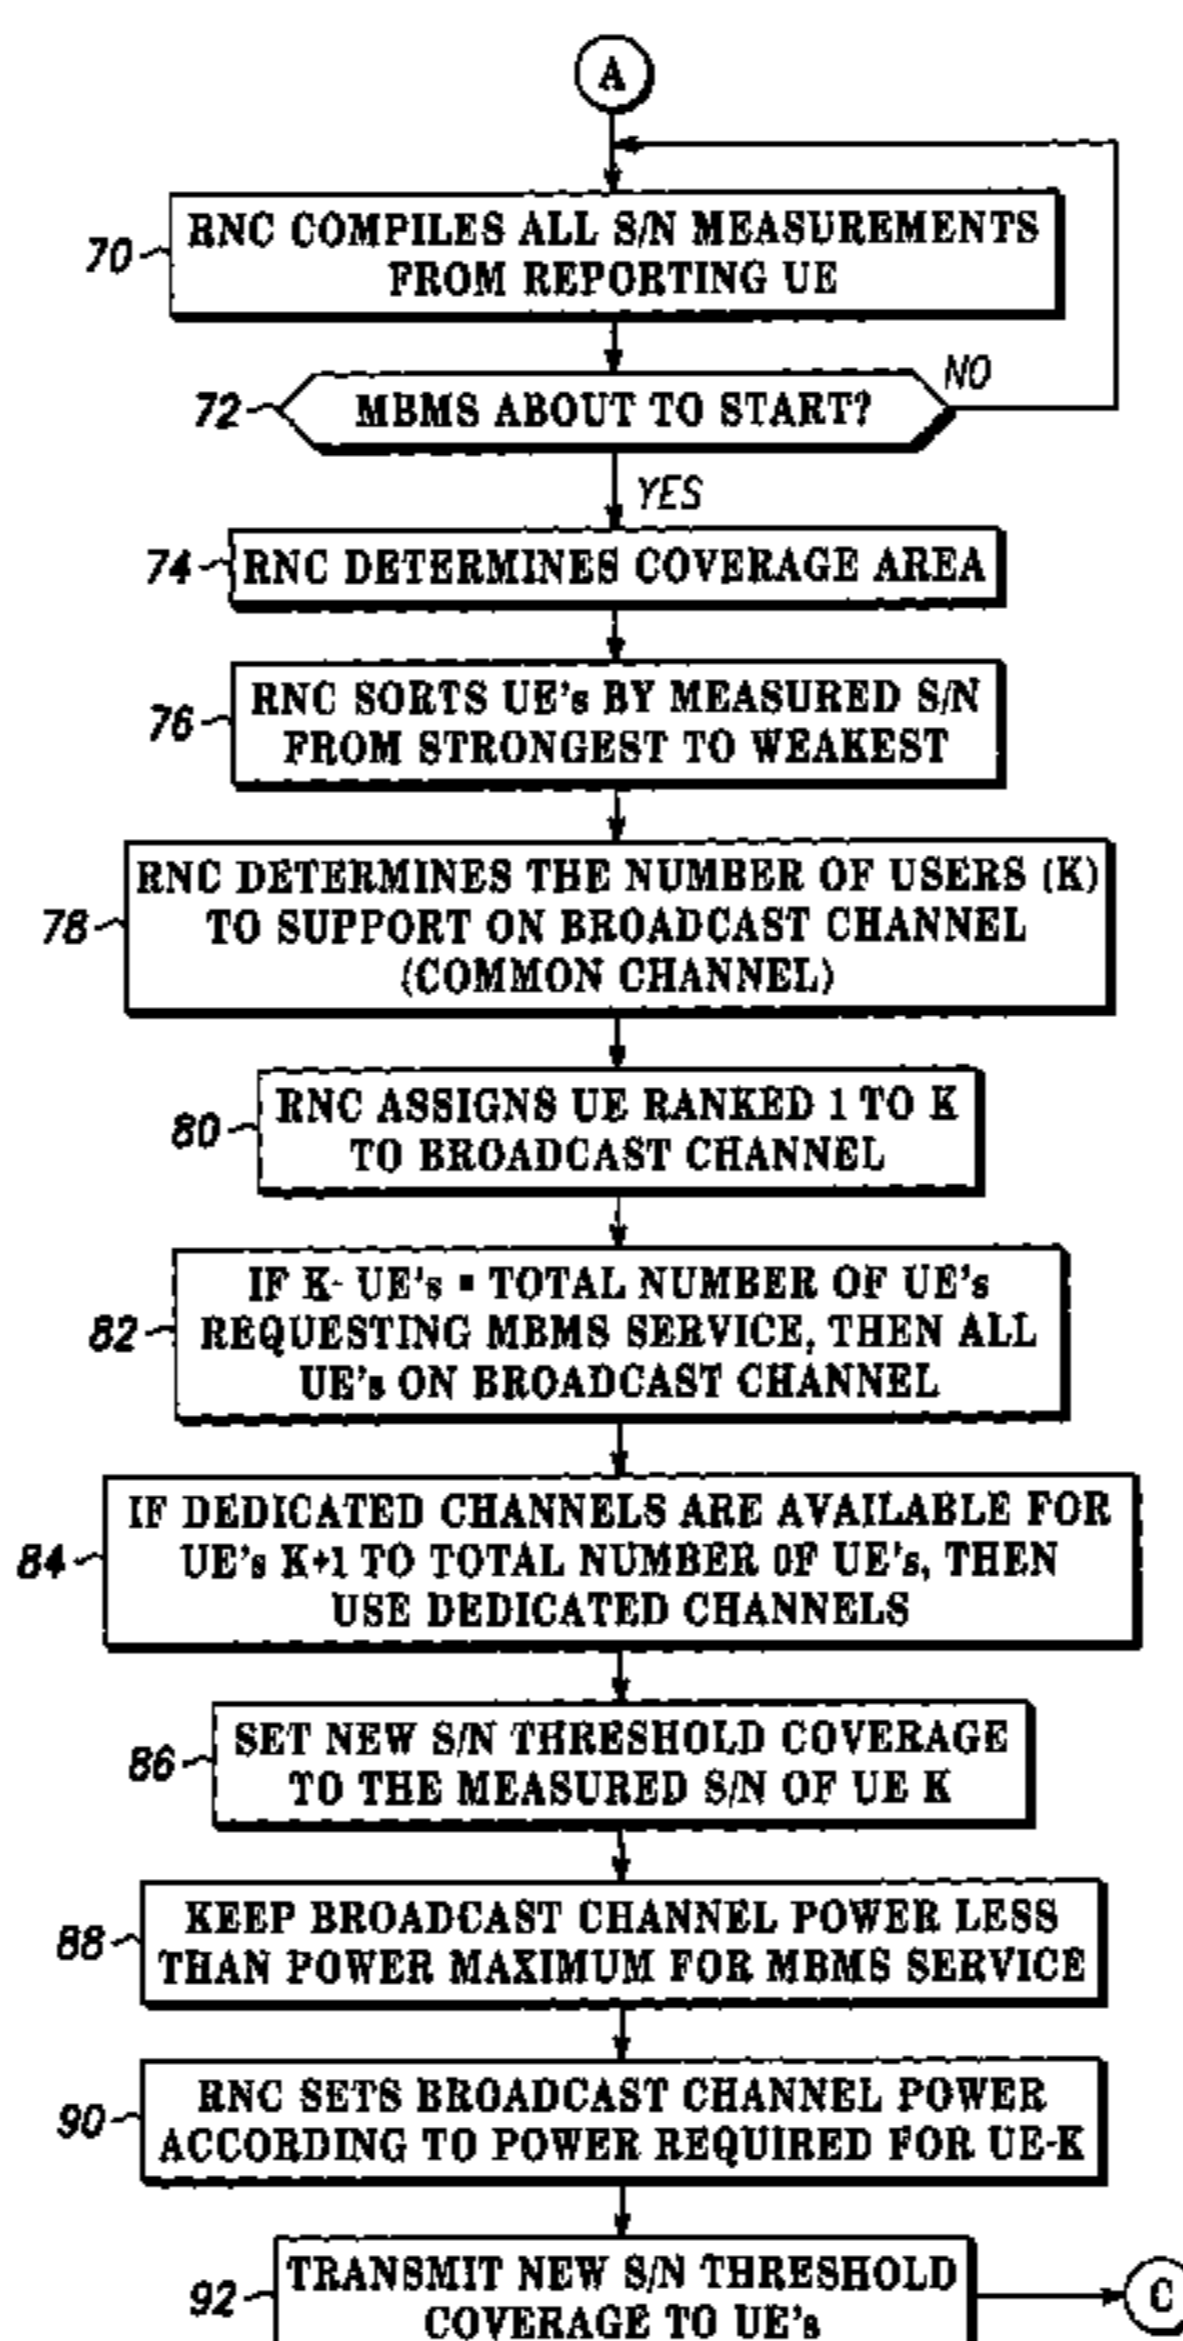 A
70
RNC COMPILES ALL S/N MEASUREMENTS
FROM REPORTING UE
72
MBMS ABOUT TO START?
NO
YES
74
RNC DETERMINES COVERAGE AREA
76
RNC SORTS UE's BY MEASURED S/N
FROM STRONGEST TO WEAKEST
78
RNC DETERMINES THE NUMBER OF USERS (K)
TO SUPPORT ON BROADCAST CHANNEL
(COMMON CHANNEL)
80
RNC ASSIGNS UE RANKED 1 TO K
TO BROADCAST CHANNEL
82
IF K- UE's = TOTAL NUMBER OF UE's
REQUESTING MBMS SERVICE, THEN ALL
UE's ON BROADCAST CHANNEL
84
IF DEDICATED CHANNELS ARE AVAILABLE FOR
UE's K+1 TO TOTAL NUMBER OF UE's, THEN
USE DEDICATED CHANNELS
86
SET NEW S/N THRESHOLD COVERAGE
TO THE MEASURED S/N OF UE K
88
KEEP BROADCAST CHANNEL POWER LESS
THAN POWER MAXIMUM FOR MBMS SERVICE
90
RNC SETS BROADCAST CHANNEL POWER
ACCORDING TO POWER REQUIRED FOR UE-K
92
TRANSMIT NEW S/N THRESHOLD
COVERAGE TO UE's
C